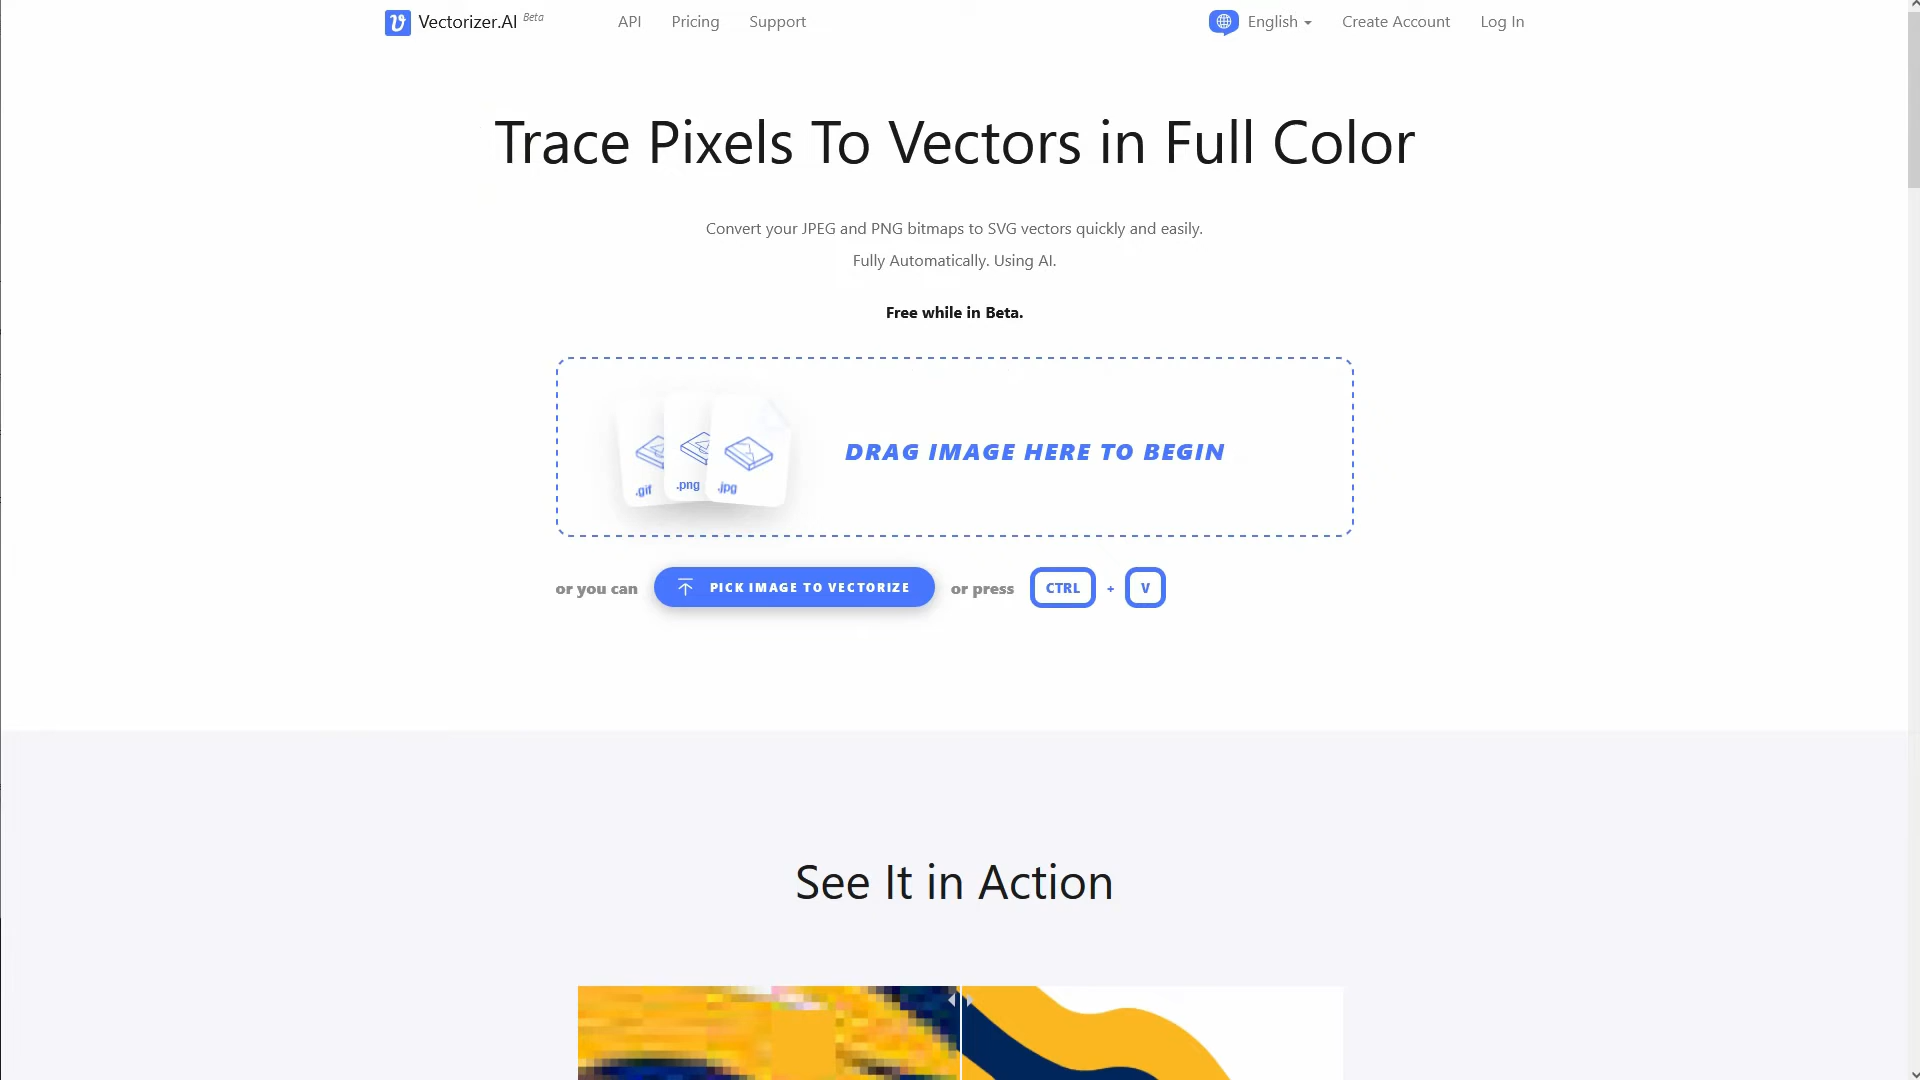 Vectorizer.AI Beta API Pricing Support English Create Account Log In
Trace Pixels To Vectors in Full Color
Convert your JPEG and PNG bitmaps to SVG vectors quickly and easily.
Fully Automatically. Using AI.
Free while in Beta.
DRAG IMAGE HERE TO BEGIN
.gif .png .jpg
or you can PICK IMAGE TO VECTORIZE or press CTRL + V
See It in Action